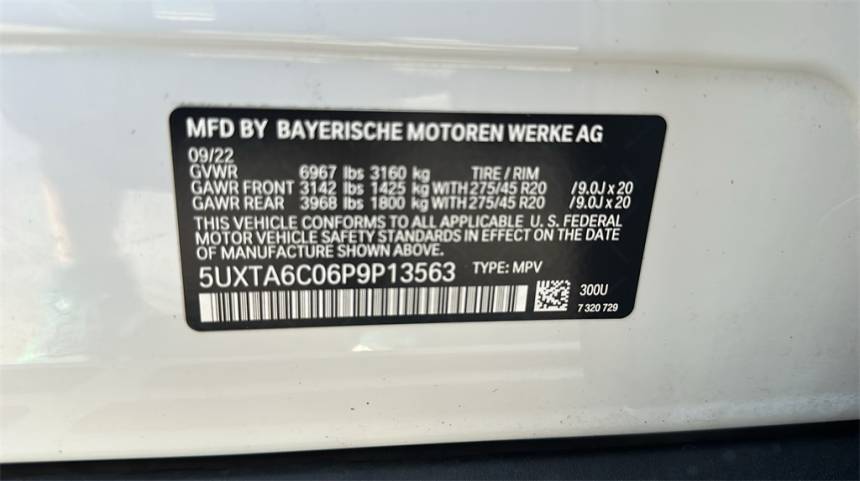 MFD BY BAYERISCHE MOTOREN WERKE AG
09/22
GVWR 6967 lbs 3160 kg TIRE / RIM
GAWR FRONT 3142 lbs 1425 kg WITH 275/45 R20 /9.0J x 20
GAWR REAR 3968 lbs 1800 kg WITH 275/45 R20 /9.0J x 20
THIS VEHICLE CONFORMS TO ALL APPLICABLE U. S. FEDERAL
MOTOR VEHICLE SAFETY STANDARDS IN EFFECT ON THE DATE
OF MANUFACTURE SHOWN ABOVE.
5UXTA6C06P9P13563 TYPE: MPV
300U
7 320 729